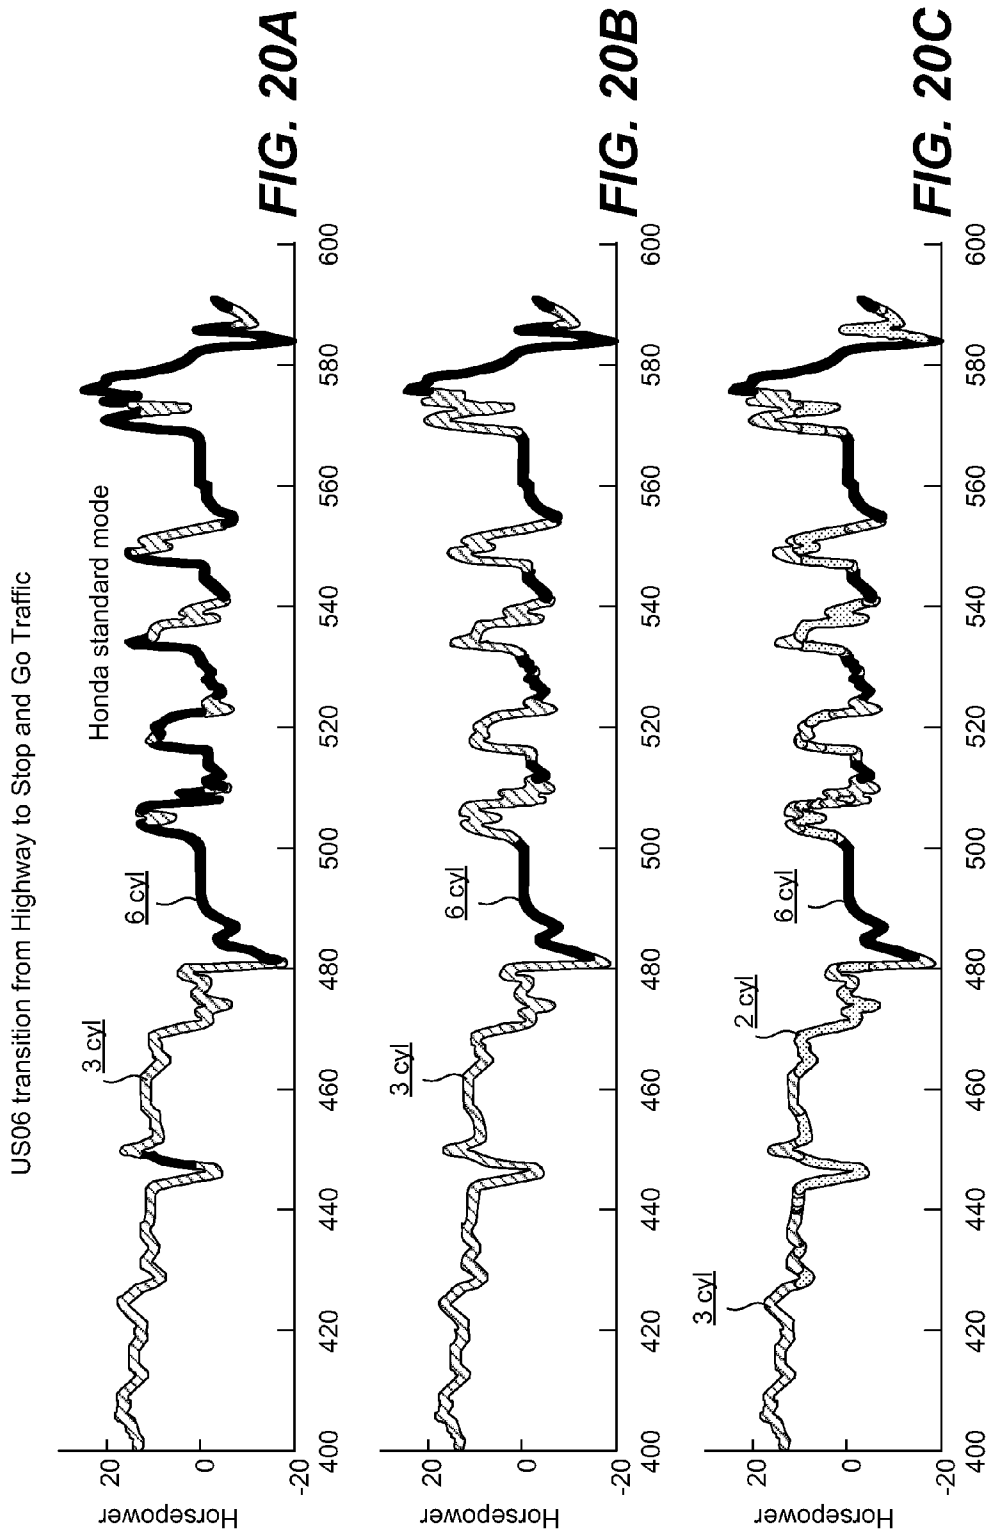 US06 transition from Highway to Stop and Go Traffic
Honda standard mode
3 cyl
6 cyl
Horsepower
20
0
-20
400
420
440
460
480
500
520
540
560
580
600
FIG. 20A
3 cyl
6 cyl
Horsepower
20
0
-20
400
420
440
460
480
500
520
540
560
580
600
FIG. 20B
3 cyl
2 cyl
6 cyl
Horsepower
20
0
-20
400
420
440
460
480
500
520
540
560
580
600
FIG. 20C